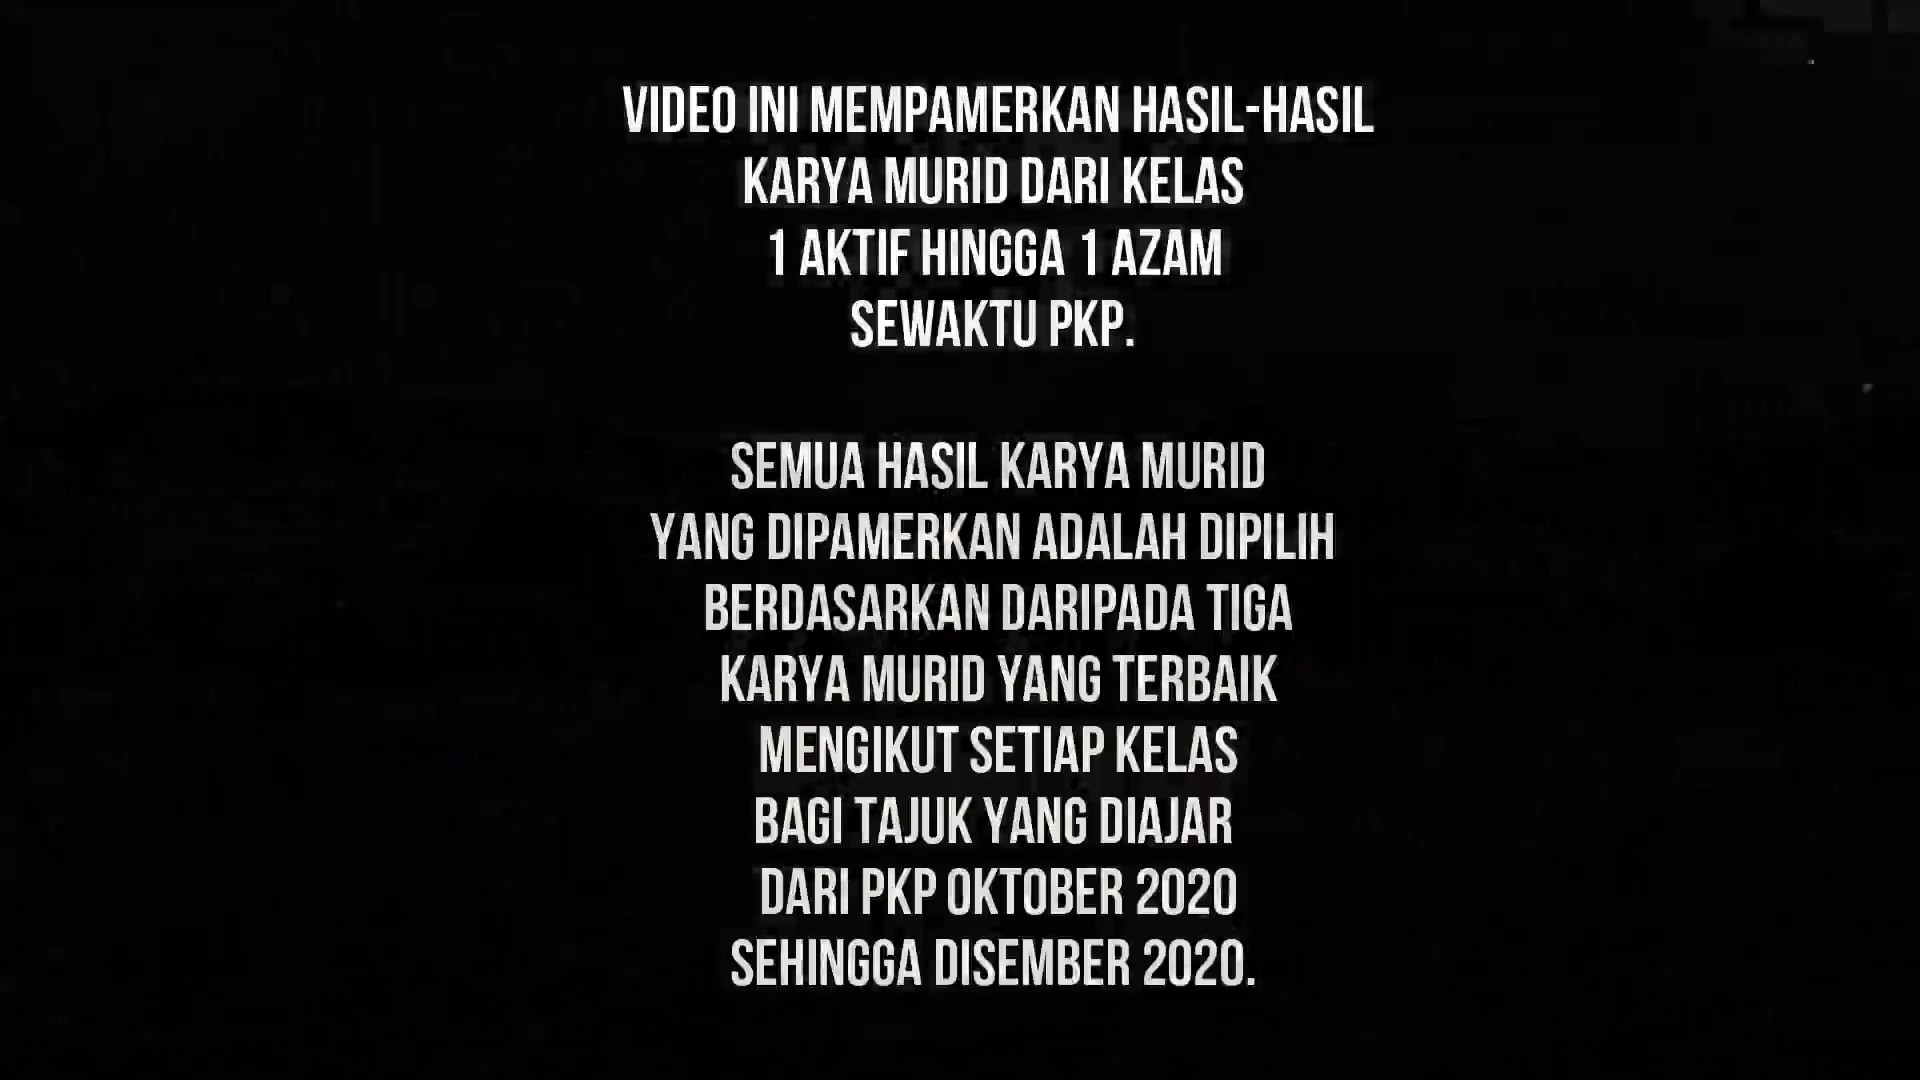 VIDEO INI MEMPAMERKAN HASIL-HASIL
KARYA MURID DARI KELAS
1 AKTIF HINGGA 1 AZAM
SEWAKTU PKP.
SEMUA HASIL KARYA MURID
YANG DIPAMERKAN ADALAH DIPILIH
BERDASARKAN DARIPADA TIGA
KARYA MURID YANG TERBAIK
MENGIKUT SETIAP KELAS
BAGI TAJUK YANG DIAJAR
DARI PKP OKTOBER 2020
SEHINGGA DISEMBER 2020.